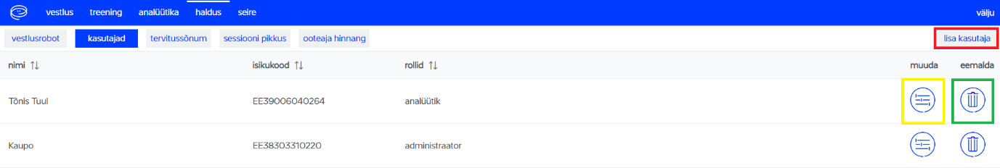 vestlus treening analüütika haldus seire välju
vestlusrobot kasutajad tervitussõnum sessiooni pikkus ooteaja hinnang lisa kasutaja
nimi isikukood rollid muuda eemalda
Tõnis Tuul EE39006040264 analüütik
Kaupo EE38303310220 administraator